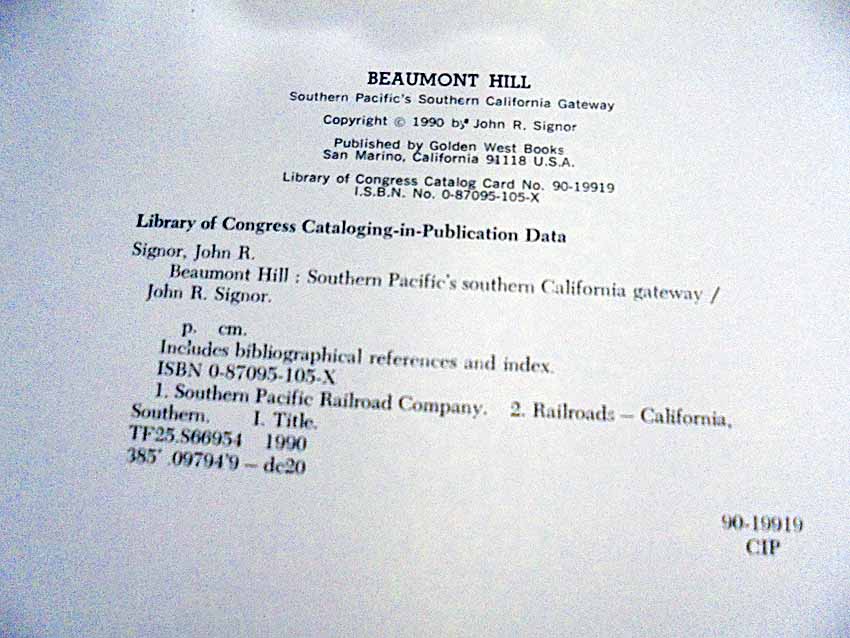 BEAUMONT HILL
Southern Pacific's Southern California Gateway
Copyright © 1990 by John R. Signor
Published by Golden West Books
San Marino, California 91118 U.S.A.
Library of Congress Catalog Card No. 90-19919
I.S.B.N. No. 0-87095-105-X
Library of Congress Cataloging-in-Publication Data
Signor, John R.
Beaumont Hill : Southern Pacific's southern California gateway /
John R. Signor.
p. cm.
Includes bibliographical references and index.
ISBN 0-87095-105-X
1. Southern Pacific Railroad Company. 2. Railroads – California,
Southern. I. Title.
TF25.S66954 1990
385' .09794'9 – dc20
90-19919
CIP